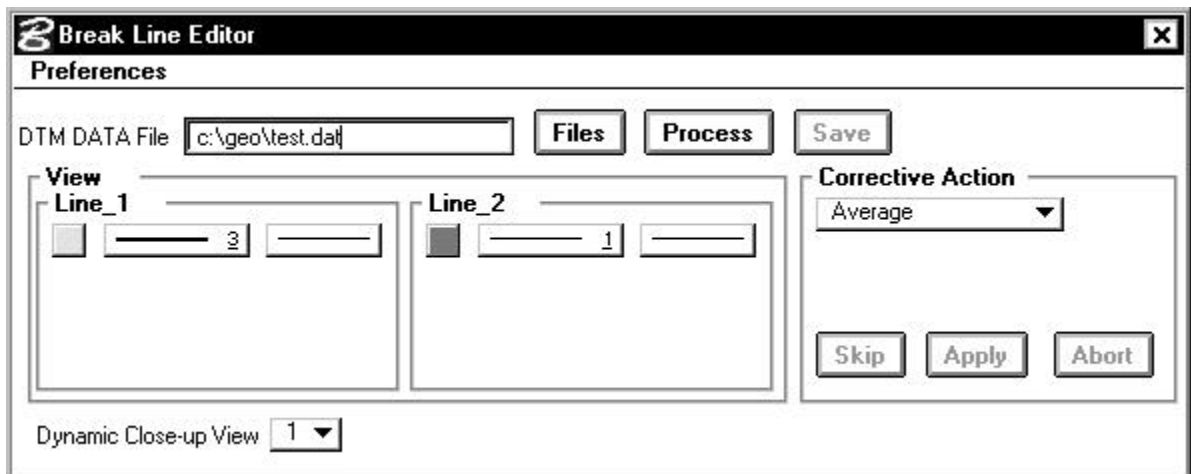 Break Line Editor
Preferences
DTM DATA File c:\geo\test.dat Files Process Save
View
Line_1
3
Line_2
1
Corrective Action
Average
Skip Apply Abort
Dynamic Close-up View 1